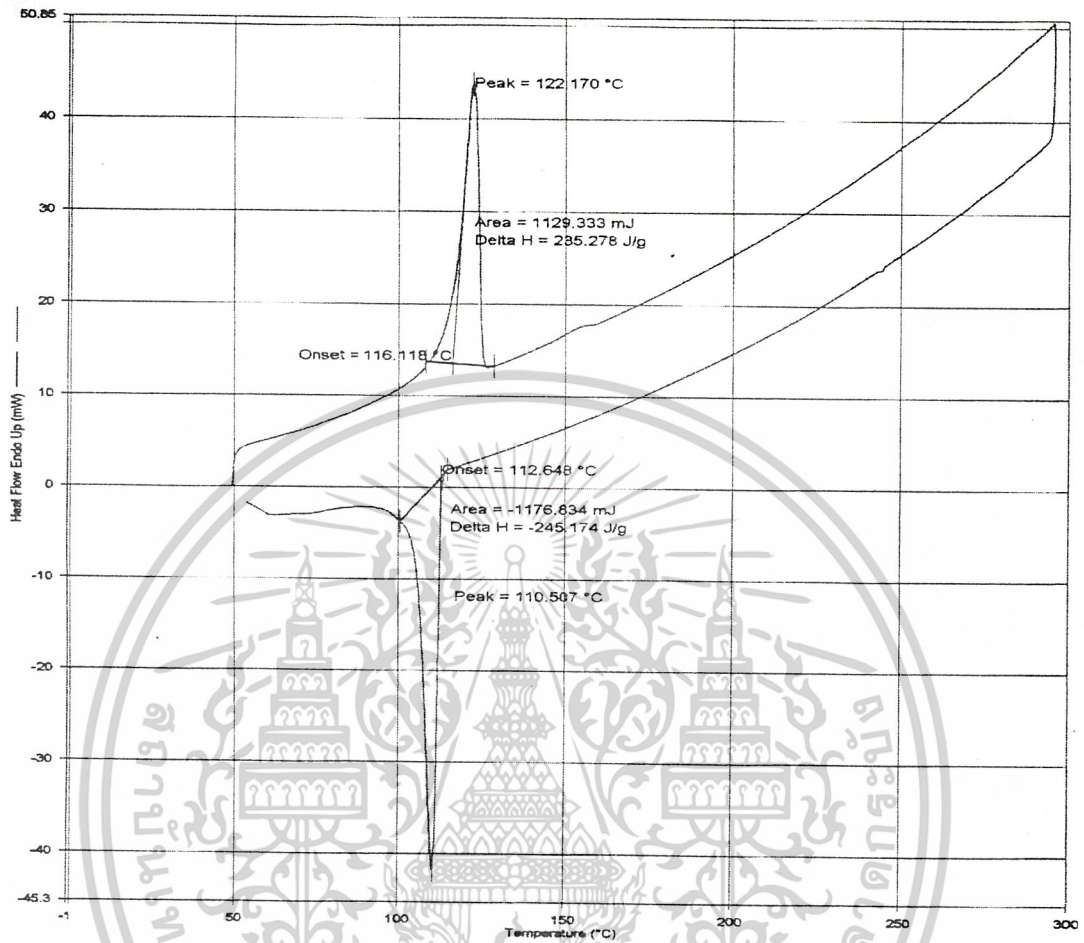 50.85
40
30
20
10
0
-10
-20
-30
-40
-45.3
-1
50
100
150
200
250
300
Heat Flow Endo Up (mW)
Temperature (°C)
Peak = 122.170 °C
Area = 1129.333 mJ
Delta H = 235.278 J/g
Onset = 116.118 °C
Onset = 112.648 °C
Area = -1176.834 mJ
Delta H = -245.174 J/g
Peak = 110.507 °C